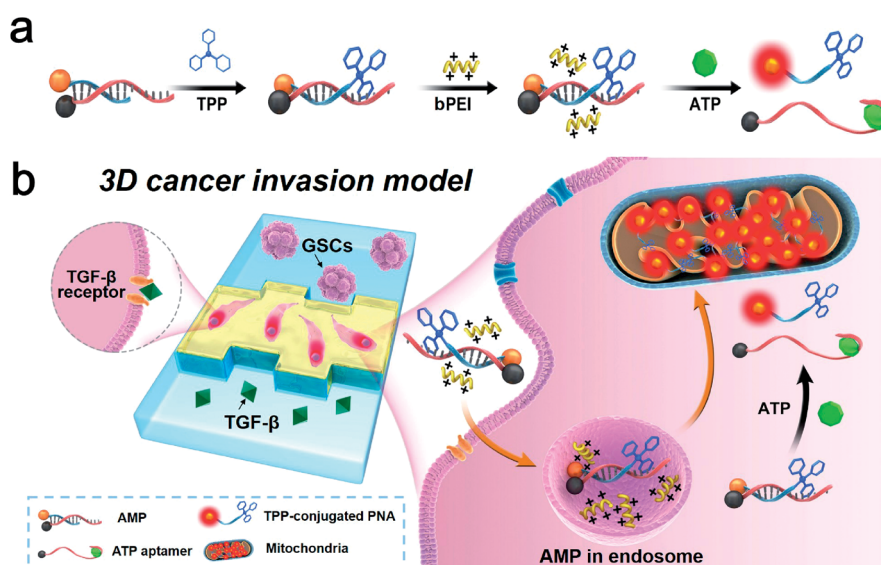 a
TPP
bPEI
ATP
b
3D cancer invasion model
GSCs
TGF-β
receptor
TGF-β
ATP
AMP in endosome
AMP
TPP-conjugated PNA
ATP aptamer
Mitochondria